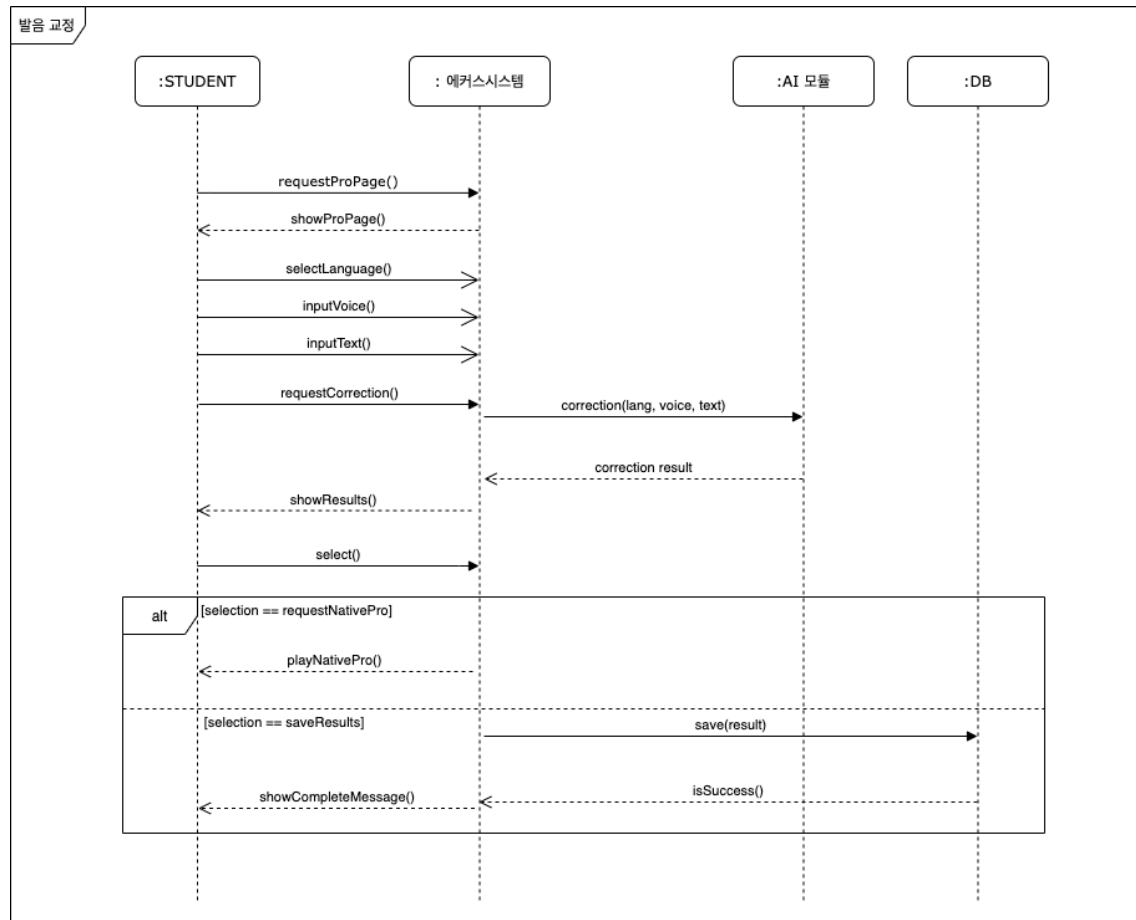 발음 교정
:STUDENT
: 에커스시스템
:AI 모듈
:DB
requestProPage()
showProPage()
selectLanguage()
inputVoice()
inputText()
requestCorrection()
correction(lang, voice, text)
correction result
showResults()
select()
alt
[selection == requestNativePro]
playNativePro()
[selection == saveResults]
save(result)
isSuccess()
showCompleteMessage()